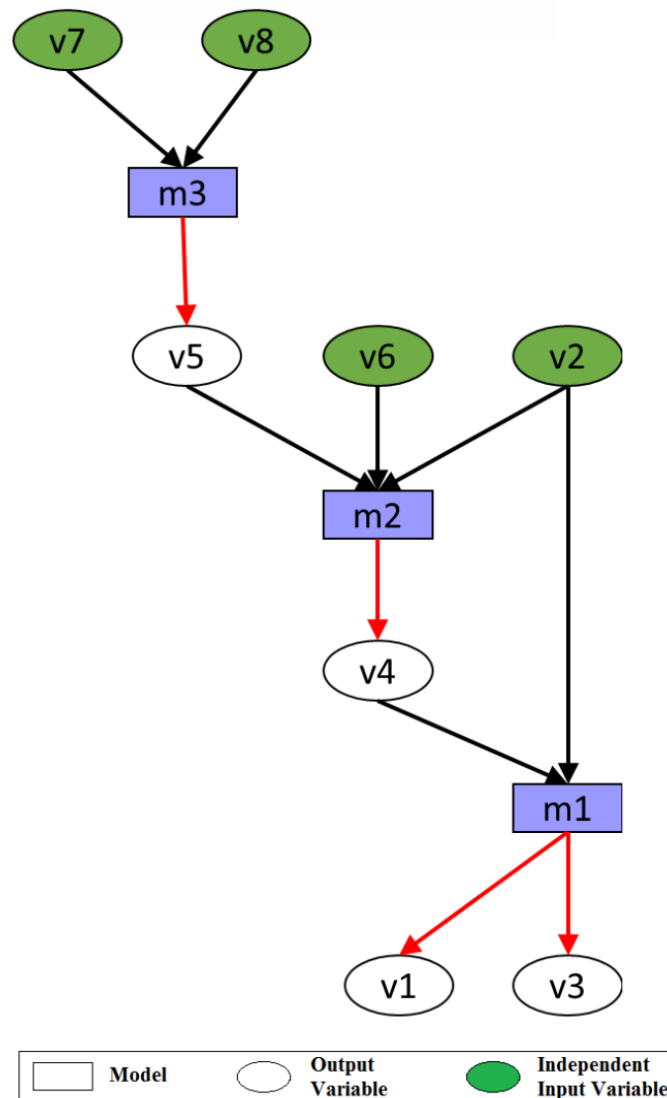 v7 v8
m3
v5 v6 v2
m2
v4
m1
v1 v3
Model Output Variable Independent Input Variable